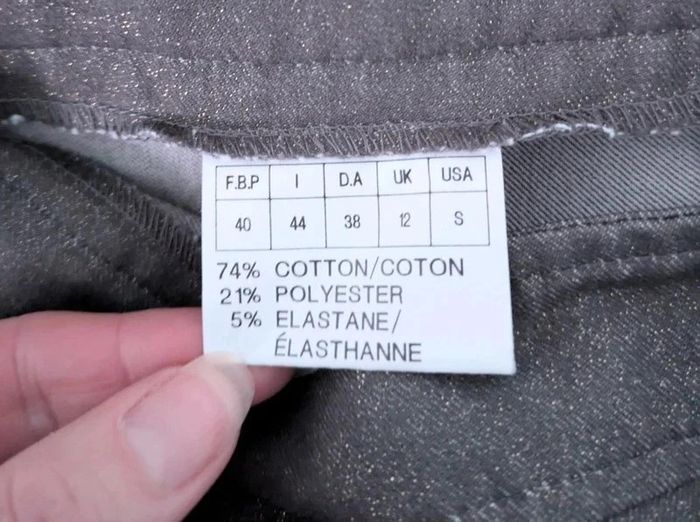 F.B.P I D.A UK USA
40 44 38 12 S
74% COTTON/COTON
21% POLYESTER
5% ELASTANE/
ÉLASTHANNE